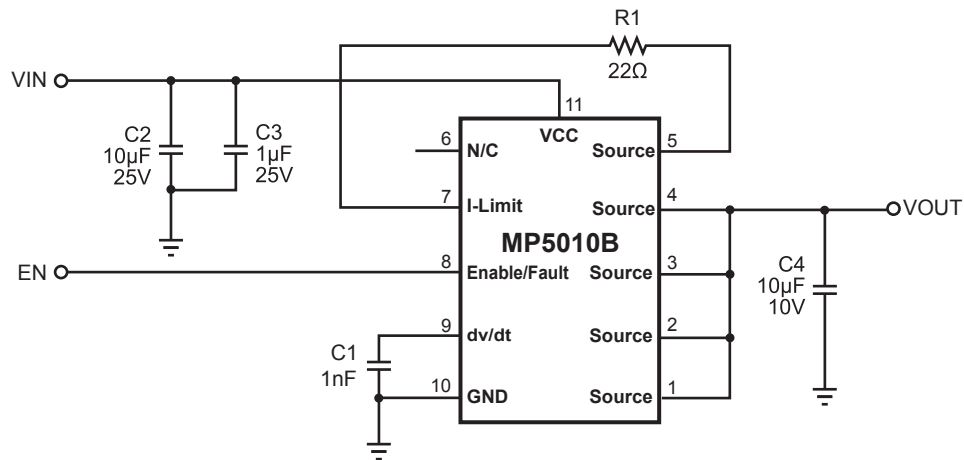 R1
22Ω
VIN
11
VCC
C2
10µF
25V
C3
1µF
25V
6
N/C
Source
5
7
I-Limit
Source
4
VOUT
MP5010B
EN
8
Enable/Fault
Source
3
C4
10µF
10V
9
dv/dt
Source
2
C1
1nF
10
GND
Source
1